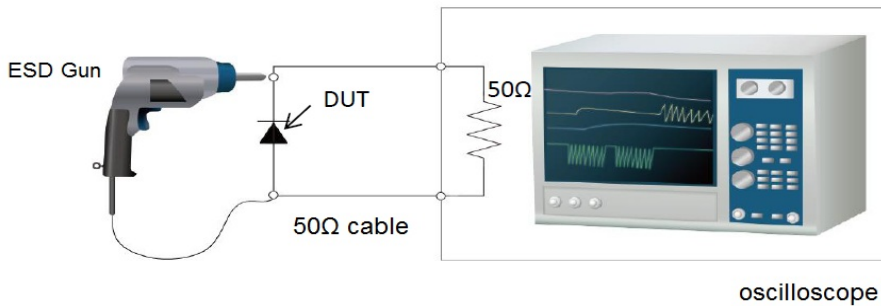 ESD Gun
DUT
50Ω
50Ω cable
oscilloscope